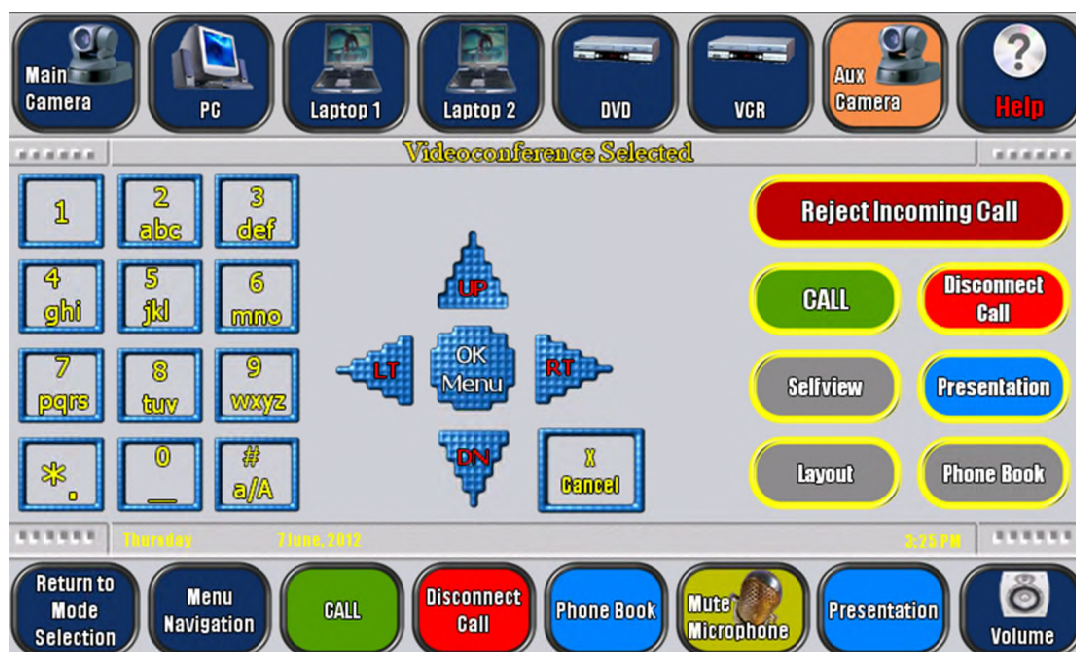 Main
Camera
PC
Laptop 1
Laptop 2
DVD
VCR
Aux
Camera
?
Help
Videoconference Selected
1
2
abc
3
def
4
ghi
5
jkl
6
mno
7
pqrs
8
tuv
9
wxyz
*.
0
_
#
a/A
UP
LT
OK
Menu
RT
DN
X
Cancel
Reject Incoming Call
CALL
Disconnect
Call
Selfview
Presentation
Layout
Phone Book
Thursday
7 June, 2012
3:25 PM
Return to
Mode
Selection
Menu
Navigation
CALL
Disconnect
Call
Phone Book
Mute
Microphone
Presentation
Volume